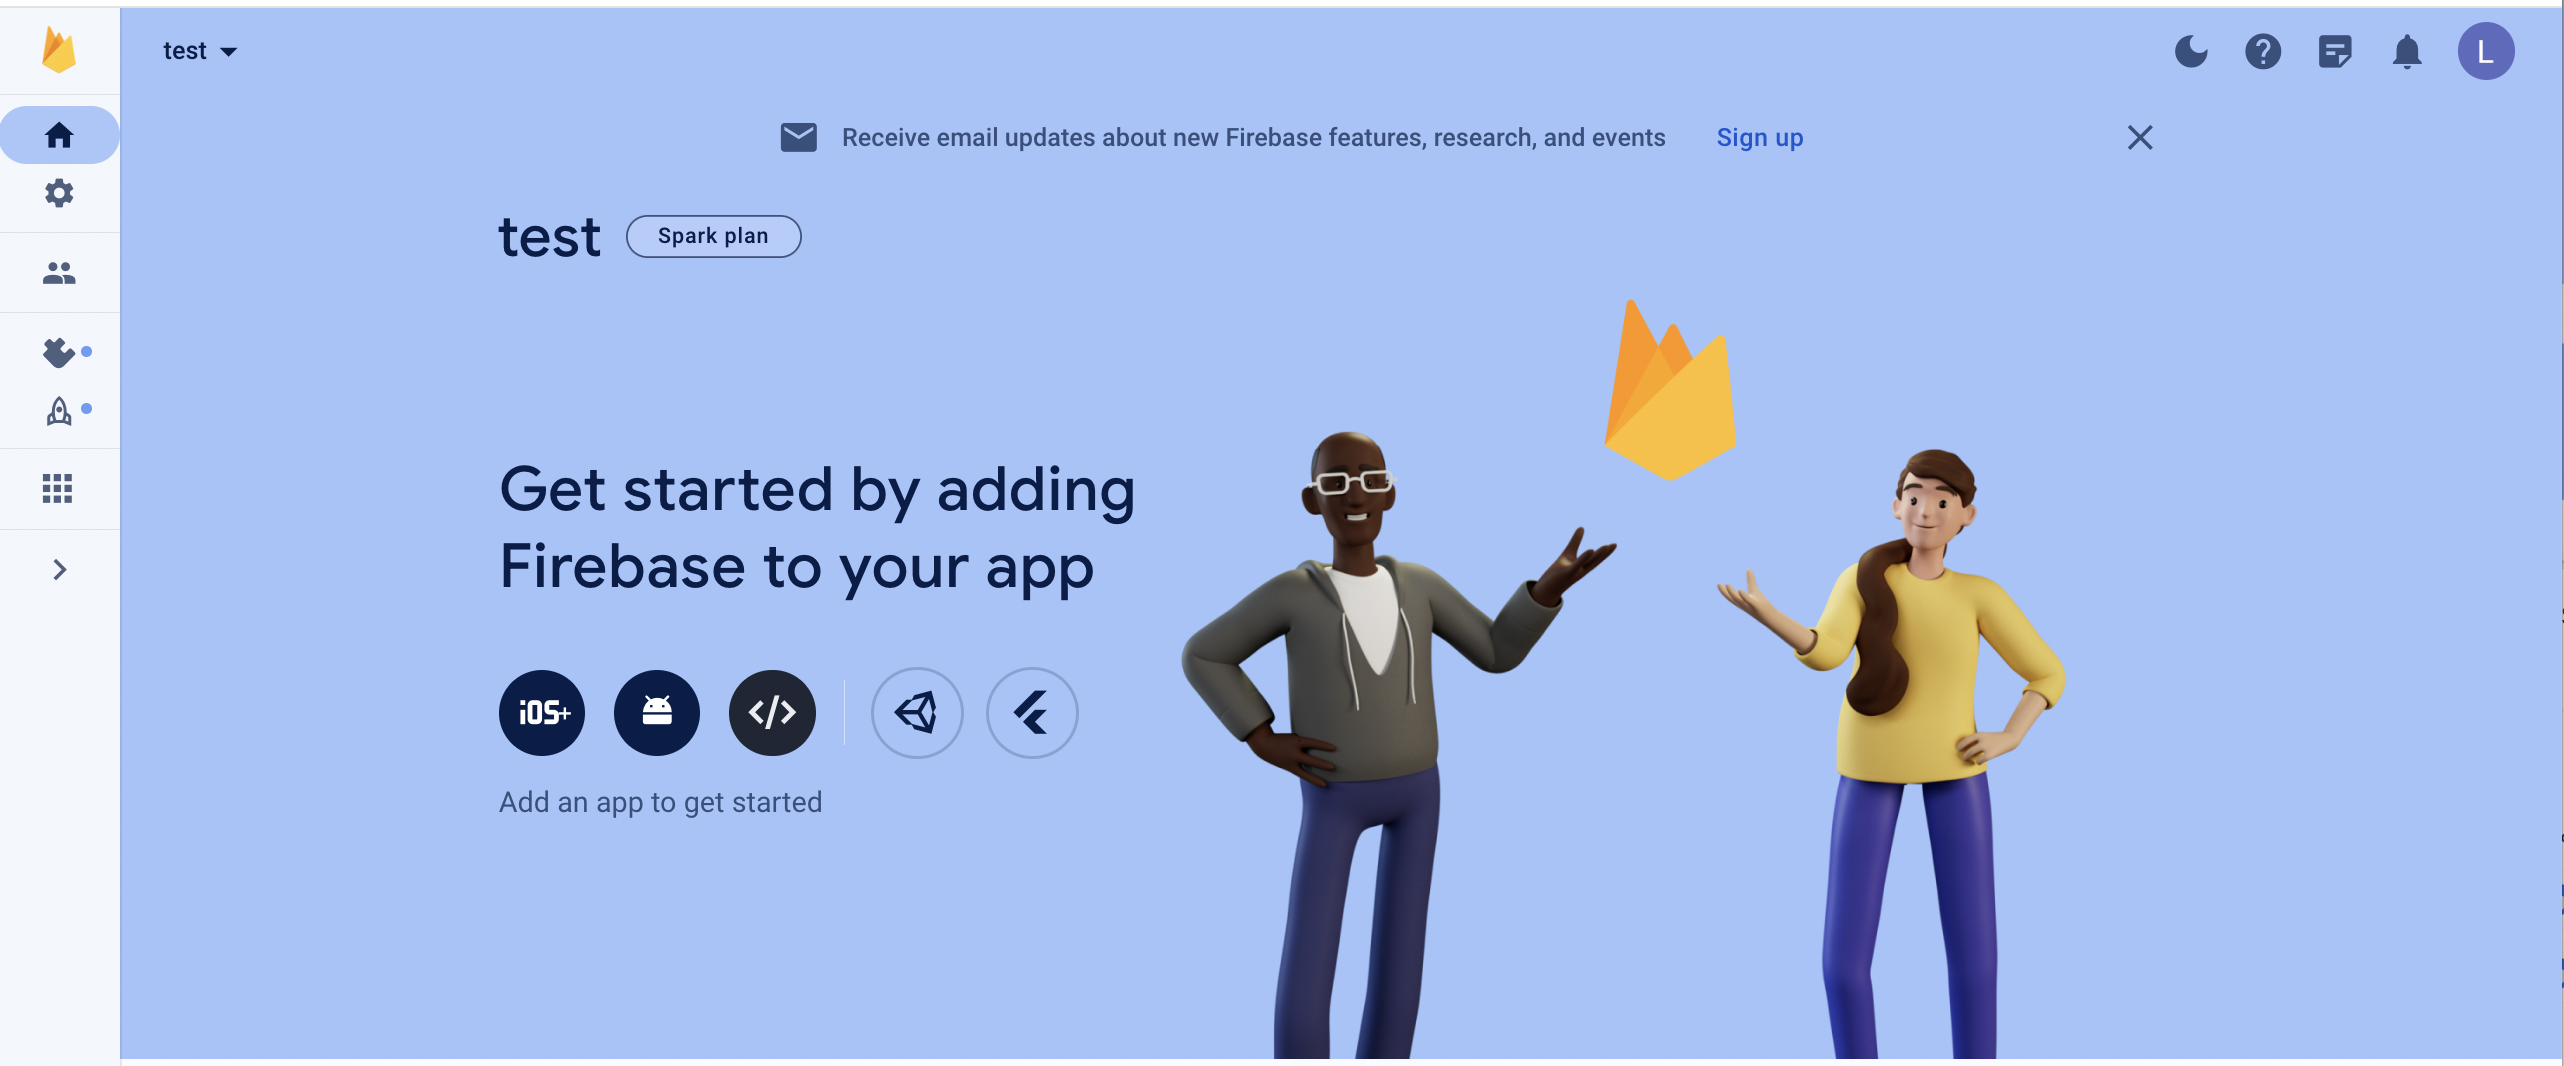 test
L
Receive email updates about new Firebase features, research, and events
Sign up
test
Spark plan
Get started by adding
Firebase to your app
iOS+
Add an app to get started